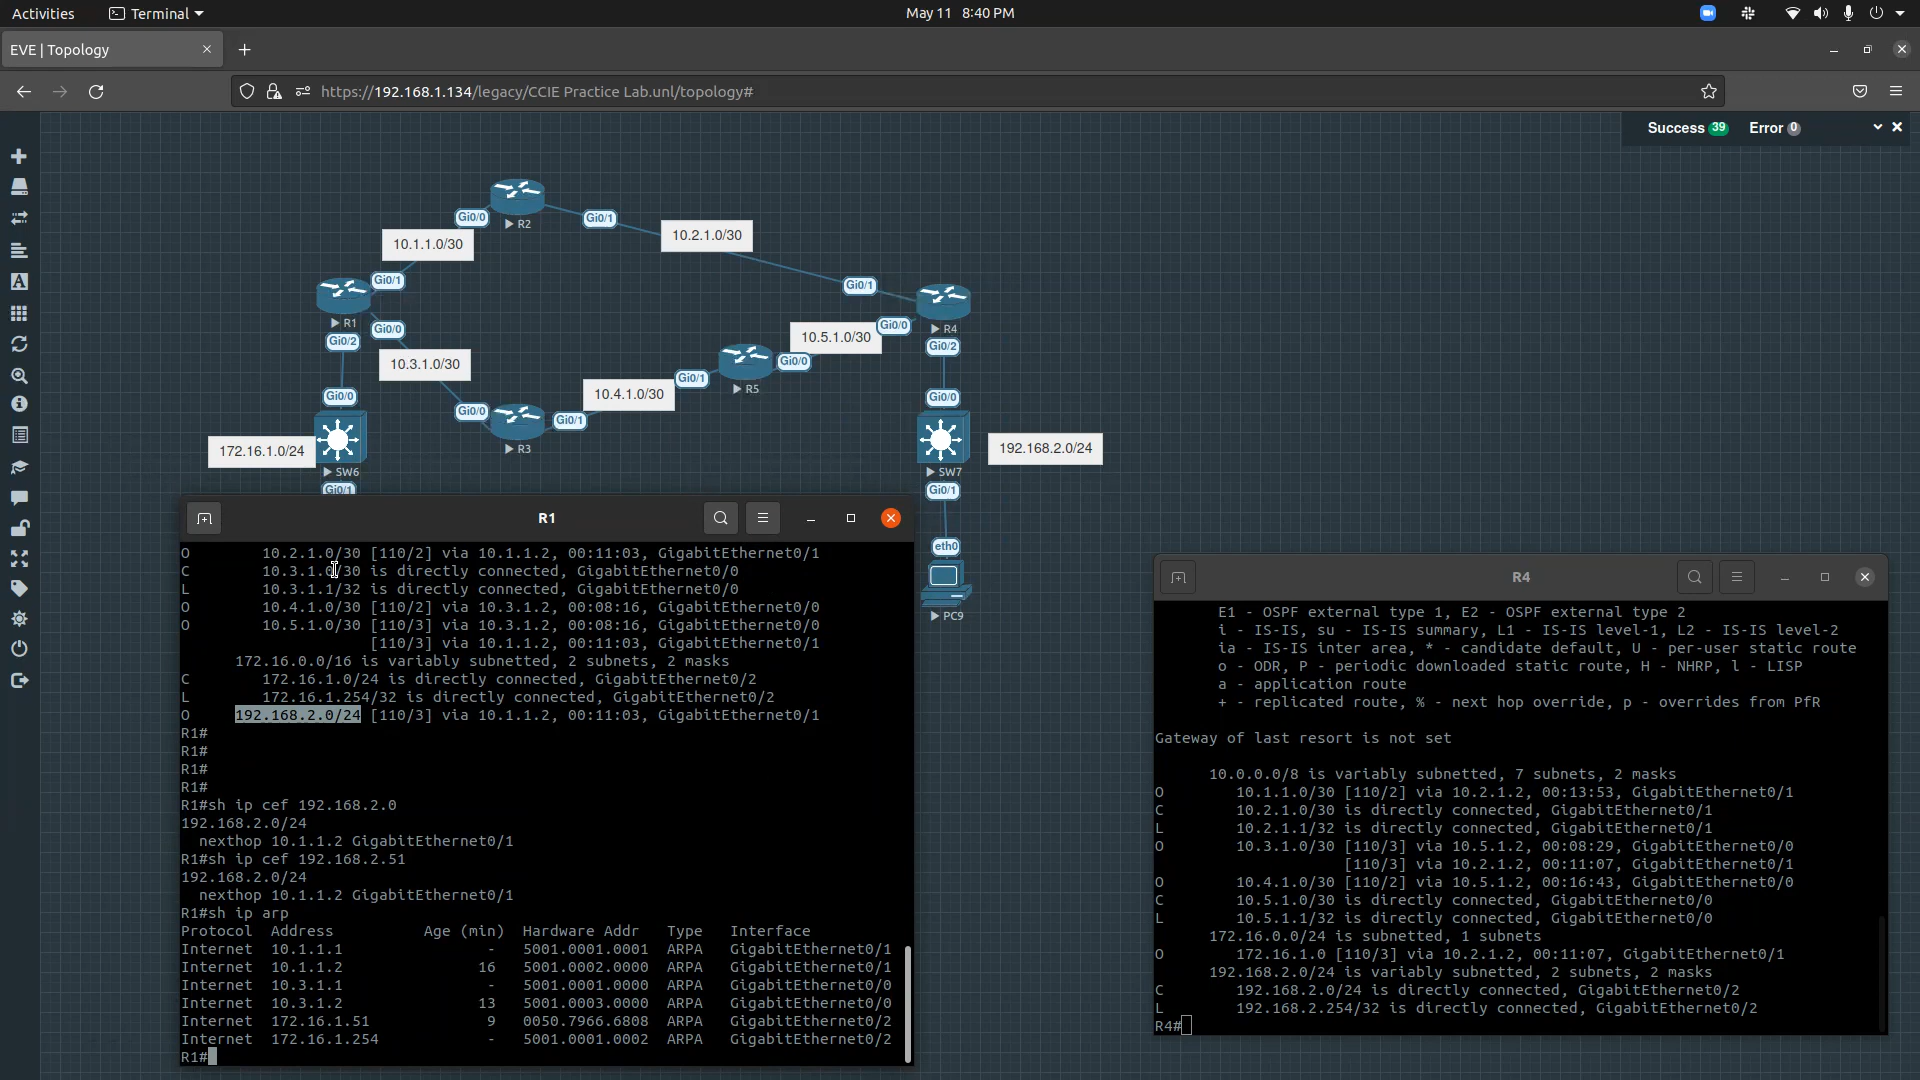 Activities
Terminal
May 11 8:40 PM
EVE | Topology
https://192.168.1.134/legacy/CCIE Practice Lab.unl/topology#
Success 39 Error 0
R2
Gi0/0
Gi0/1
10.1.1.0/30
10.2.1.0/30
Gi0/1
Gi0/1
R1
Gi0/0
Gi0/2
R4
Gi0/0
Gi0/2
10.5.1.0/30
10.3.1.0/30
Gi0/0
Gi0/1
R5
10.4.1.0/30
Gi0/0
Gi0/0
Gi0/1
R3
Gi0/0
172.16.1.0/24
192.168.2.0/24
SW6
SW7
Gi0/1
Gi0/1
eth0
PC9
R1
O        10.2.1.0/30 [110/2] via 10.1.1.2, 00:11:03, GigabitEthernet0/1
C        10.3.1.0/30 is directly connected, GigabitEthernet0/0
L        10.3.1.1/32 is directly connected, GigabitEthernet0/0
O        10.4.1.0/30 [110/2] via 10.3.1.2, 00:08:16, GigabitEthernet0/0
O        10.5.1.0/30 [110/3] via 10.3.1.2, 00:08:16, GigabitEthernet0/0
                     [110/3] via 10.1.1.2, 00:11:03, GigabitEthernet0/1
      172.16.0.0/16 is variably subnetted, 2 subnets, 2 masks
C        172.16.1.0/24 is directly connected, GigabitEthernet0/2
L        172.16.1.254/32 is directly connected, GigabitEthernet0/2
O     192.168.2.0/24 [110/3] via 10.1.1.2, 00:11:03, GigabitEthernet0/1
R1#
R1#
R1#
R1#
R1#sh ip cef 192.168.2.0
192.168.2.0/24
  nexthop 10.1.1.2 GigabitEthernet0/1
R1#sh ip cef 192.168.2.51
192.168.2.0/24
  nexthop 10.1.1.2 GigabitEthernet0/1
R1#sh ip arp
Protocol  Address          Age (min)  Hardware Addr   Type   Interface
Internet  10.1.1.1                -   5001.0001.0001  ARPA   GigabitEthernet0/1
Internet  10.1.1.2               16   5001.0002.0000  ARPA   GigabitEthernet0/1
Internet  10.3.1.1                -   5001.0001.0000  ARPA   GigabitEthernet0/0
Internet  10.3.1.2               13   5001.0003.0000  ARPA   GigabitEthernet0/0
Internet  172.16.1.51             9   0050.7966.6808  ARPA   GigabitEthernet0/2
Internet  172.16.1.254            -   5001.0001.0002  ARPA   GigabitEthernet0/2
R1#
R4
E1 - OSPF external type 1, E2 - OSPF external type 2
i - IS-IS, su - IS-IS summary, L1 - IS-IS level-1, L2 - IS-IS level-2
ia - IS-IS inter area, * - candidate default, U - per-user static route
o - ODR, P - periodic downloaded static route, H - NHRP, l - LISP
a - application route
+ - replicated route, % - next hop override, p - overrides from PfR
Gateway of last resort is not set
      10.0.0.0/8 is variably subnetted, 7 subnets, 2 masks
O        10.1.1.0/30 [110/2] via 10.2.1.2, 00:13:53, GigabitEthernet0/1
C        10.2.1.0/30 is directly connected, GigabitEthernet0/1
L        10.2.1.1/32 is directly connected, GigabitEthernet0/1
O        10.3.1.0/30 [110/3] via 10.5.1.2, 00:08:29, GigabitEthernet0/0
                     [110/3] via 10.2.1.2, 00:11:07, GigabitEthernet0/1
O        10.4.1.0/30 [110/2] via 10.5.1.2, 00:16:43, GigabitEthernet0/0
C        10.5.1.0/30 is directly connected, GigabitEthernet0/0
L        10.5.1.1/32 is directly connected, GigabitEthernet0/0
      172.16.0.0/24 is subnetted, 1 subnets
O        172.16.1.0 [110/3] via 10.2.1.2, 00:11:07, GigabitEthernet0/1
      192.168.2.0/24 is variably subnetted, 2 subnets, 2 masks
C        192.168.2.0/24 is directly connected, GigabitEthernet0/2
L        192.168.2.254/32 is directly connected, GigabitEthernet0/2
R4#